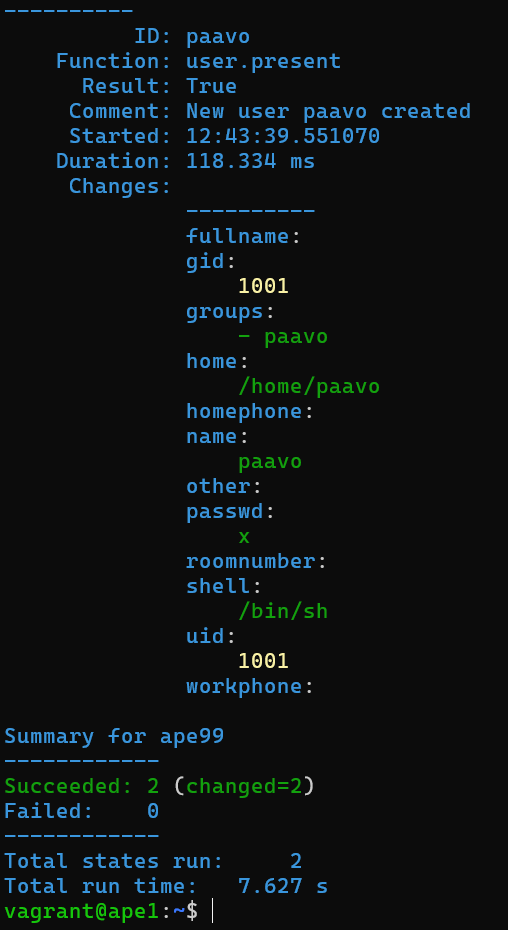 ----------
          ID: paavo
    Function: user.present
      Result: True
     Comment: New user paavo created
     Started: 12:43:39.551070
    Duration: 118.334 ms
     Changes:
              ----------
              fullname:
              gid:
                  1001
              groups:
                  - paavo
              home:
                  /home/paavo
              homephone:
              name:
                  paavo
              other:
              passwd:
                  x
              roomnumber:
              shell:
                  /bin/sh
              uid:
                  1001
              workphone:

Summary for ape99
------------
Succeeded: 2 (changed=2)
Failed:    0
------------
Total states run:     2
Total run time:   7.627 s
vagrant@ape1:~$